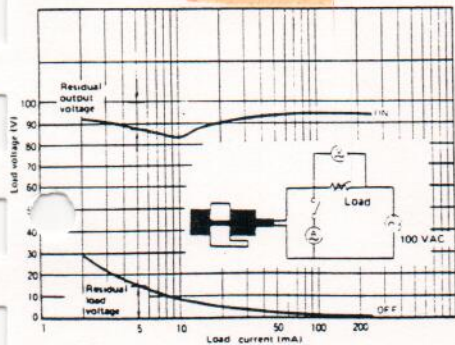 Residual
output
voltage
100
90
80
70
60
40
30
20
10
0
Load voltage (V)
ON
Load
100 VAC
Residual
load
voltage
OFF
1
5
10
50
100
200
Load current (mA)